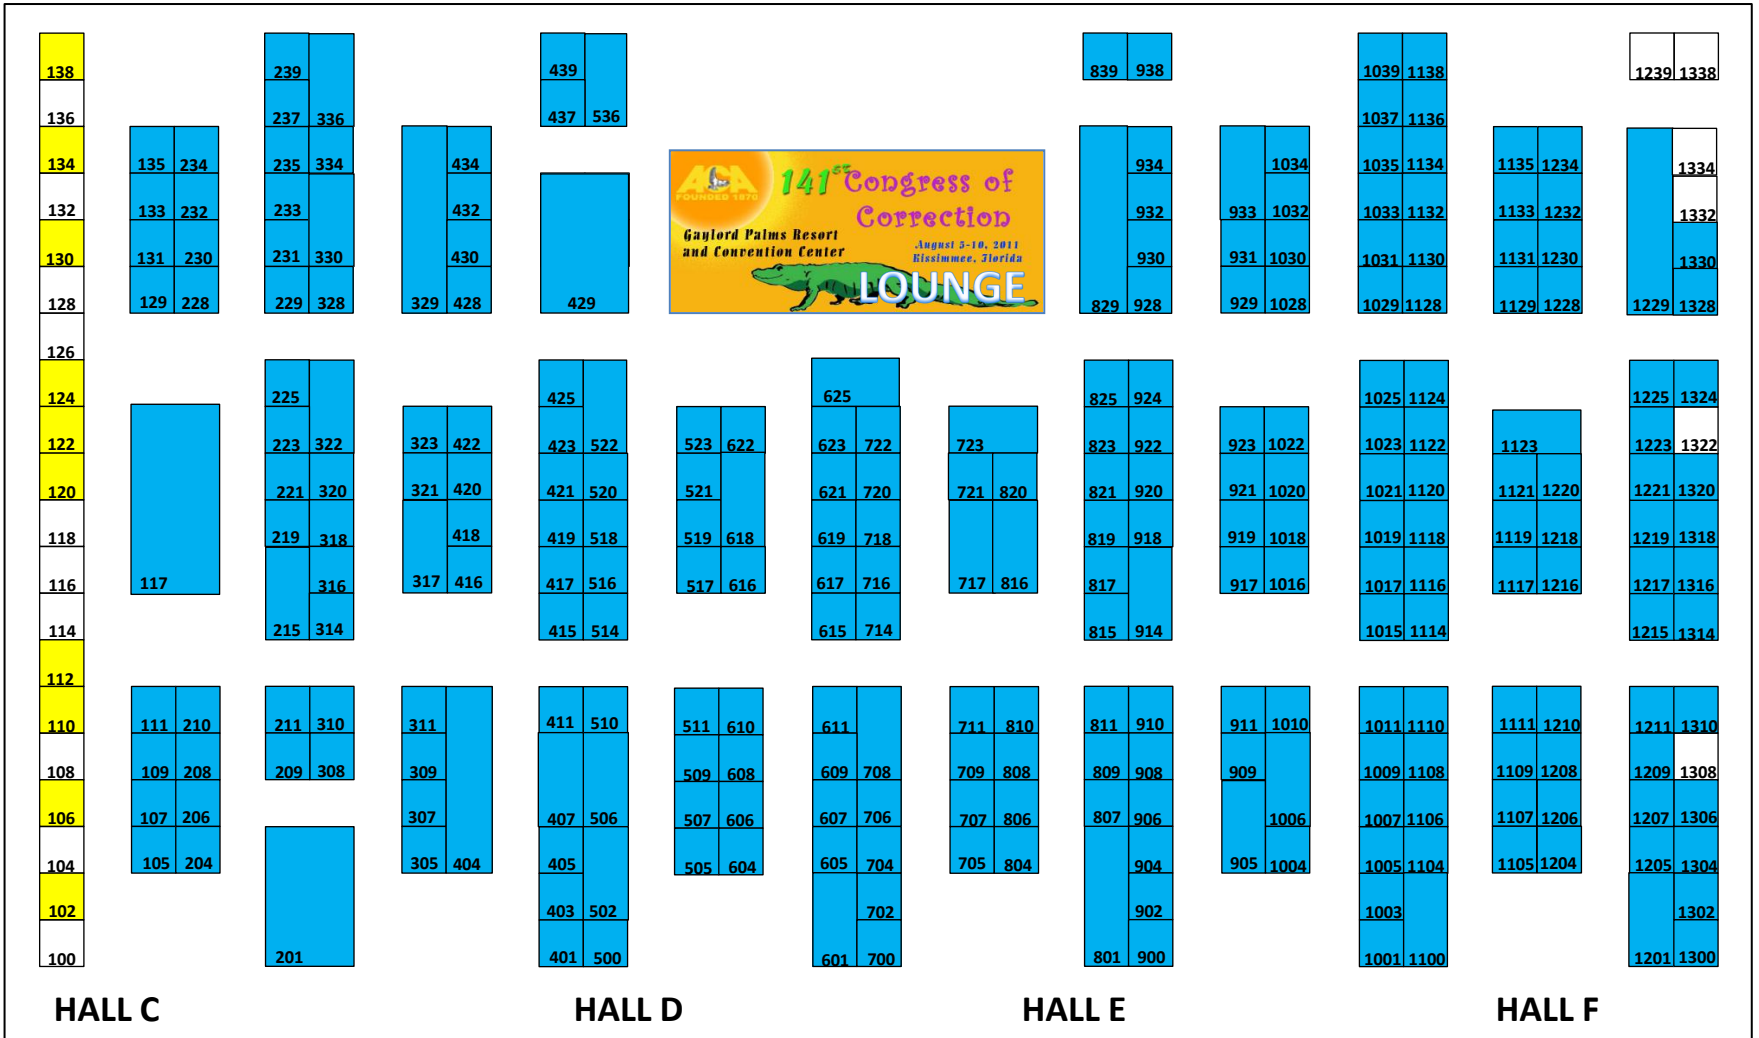 138 239 439 839 938 1039 1138 1239 1338
136 237 336 437 536 1037 1136
134 135 234 235 334 434 934 1034 1035 1134 1135 1234 1334
132 133 232 233 432 932 933 1032 1033 1132 1133 1232 1332
130 131 230 231 330 430 930 931 1030 1031 1130 1131 1230 1330
128 129 228 229 328 329 428 429 829 928 929 1028 1029 1128 1129 1228 1229 1328
ACA
FOUNDED 1870
141st Congress of
Correction
Gaylord Palms Resort
and Convention Center
August 5-10, 2011
Kissimmee, Florida
LOUNGE
126
124 225 425 625 825 924 1025 1124 1225 1324
122 223 322 323 422 423 522 523 622 623 722 723 823 922 923 1022 1023 1122 1123 1223 1322
120 221 320 321 420 421 520 521 621 720 721 820 821 920 921 1020 1021 1120 1121 1220 1221 1320
118 219 318 418 419 518 519 618 619 718 819 918 919 1018 1019 1118 1119 1218 1219 1318
116 117 316 317 416 417 516 517 616 617 716 717 816 817 917 1016 1017 1116 1117 1216 1217 1316
114 215 314 415 514 615 714 815 914 1015 1114 1215 1314
112
110 111 210 211 310 311 411 510 511 610 611 711 810 811 910 911 1010 1011 1110 1111 1210 1211 1310
108 109 208 209 308 309 509 608 609 708 709 808 809 908 909 1009 1108 1109 1208 1209 1308
106 107 206 307 407 506 507 606 607 706 707 806 807 906 1006 1007 1106 1107 1206 1207 1306
104 105 204 305 404 405 505 604 605 704 705 804 904 905 1004 1005 1104 1105 1204 1205 1304
102 403 502 702 902 1003 1302
100 201 401 500 601 700 801 900 1001 1100 1201 1300
HALL C HALL D HALL E HALL F